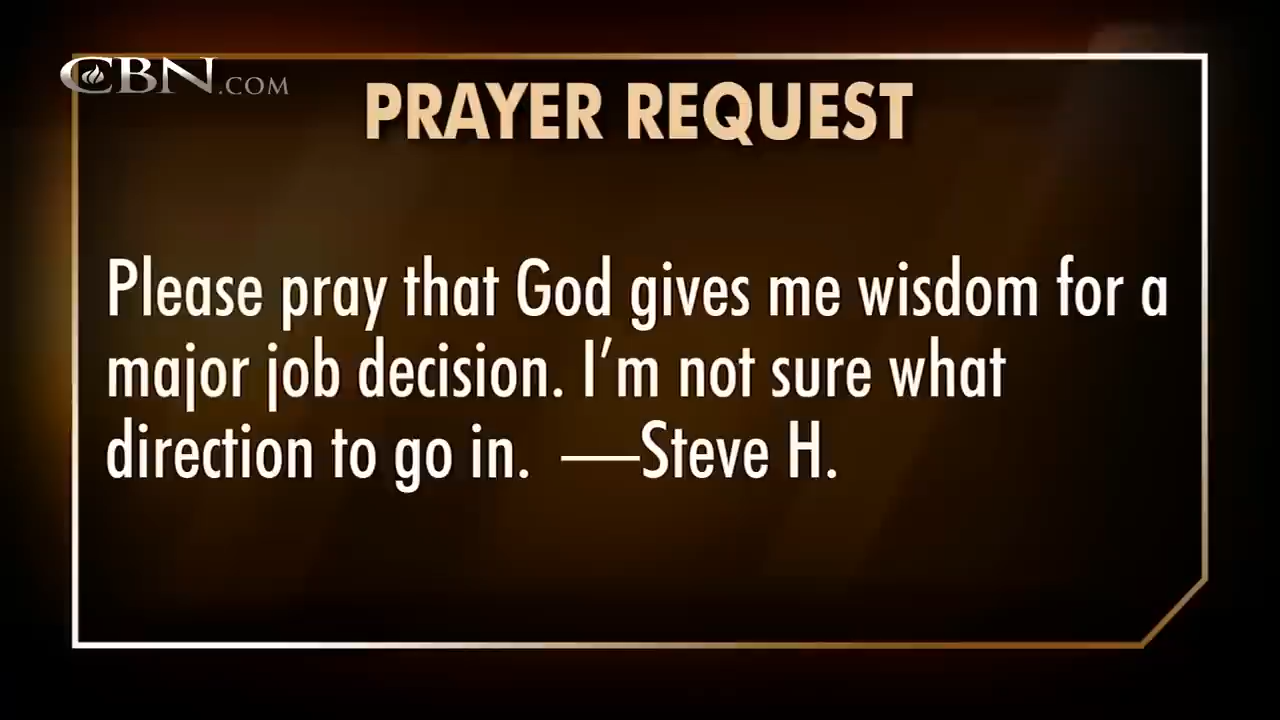 CBN.COM
PRAYER REQUEST
Please pray that God gives me wisdom for a
major job decision. I’m not sure what
direction to go in. —Steve H.